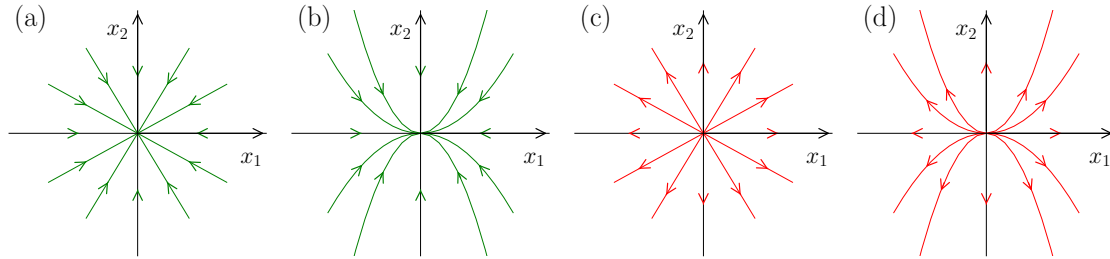 (a) (b) (c) (d)
x₂ x₂ x₂ x₂
x₁ x₁ x₁ x₁